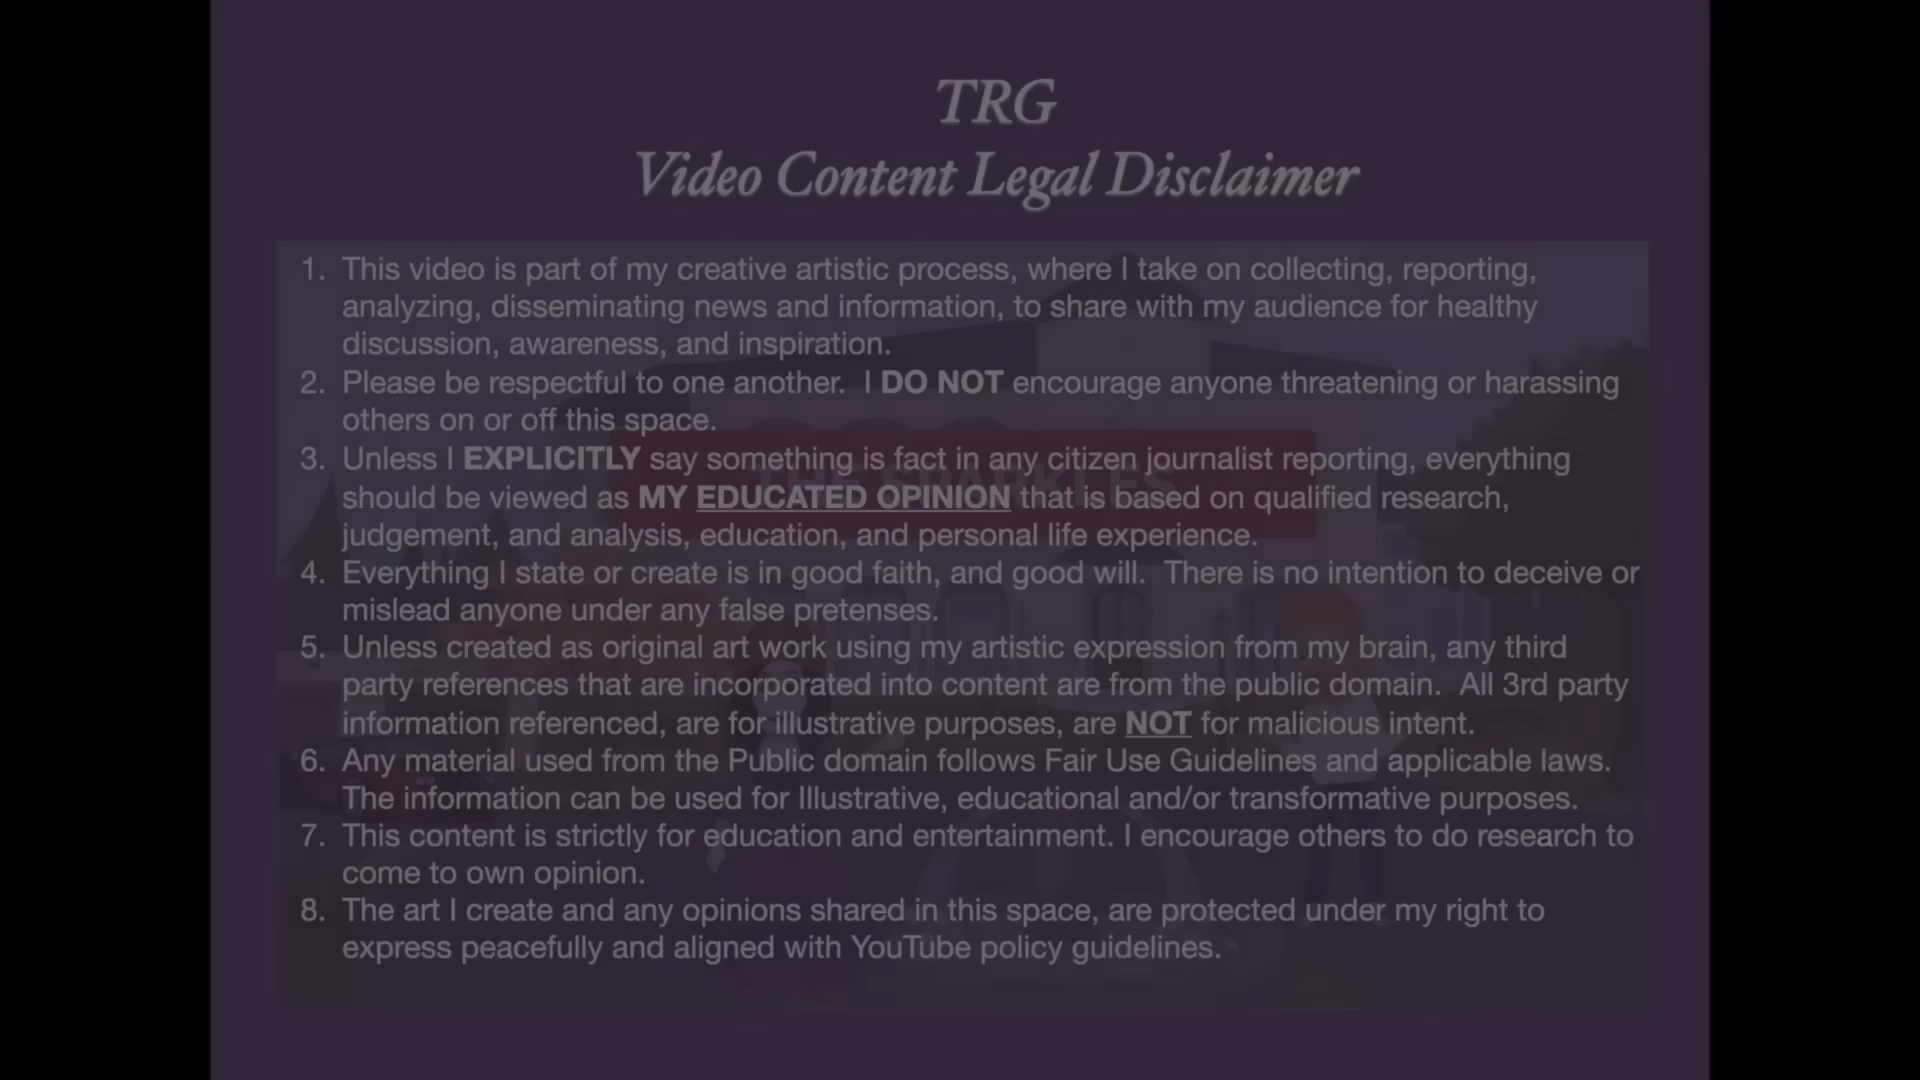 TRG
Video Content Legal Disclaimer
1. This video is part of my creative artistic process, where I take on collecting, reporting,
analyzing, disseminating news and information, to share with my audience for healthy
discussion, awareness, and inspiration.
2. Please be respectful to one another.  I DO NOT encourage anyone threatening or harassing
others on or off this space.
3. Unless I EXPLICITLY say something is fact in any citizen journalist reporting, everything
should be viewed as MY EDUCATED OPINION that is based on qualified research,
judgement, and analysis, education, and personal life experience.
4. Everything I state or create is in good faith, and good will.  There is no intention to deceive or
mislead anyone under any false pretenses.
5. Unless created as original art work using my artistic expression from my brain, any third
party references that are incorporated into content are from the public domain.  All 3rd party
information referenced, are for illustrative purposes, are NOT for malicious intent.
6. Any material used from the Public domain follows Fair Use Guidelines and applicable laws.
The information can be used for Illustrative, educational and/or transformative purposes.
7. This content is strictly for education and entertainment. I encourage others to do research to
come to own opinion.
8. The art I create and any opinions shared in this space, are protected under my right to
express peacefully and aligned with YouTube policy guidelines.
THE SPARKLES